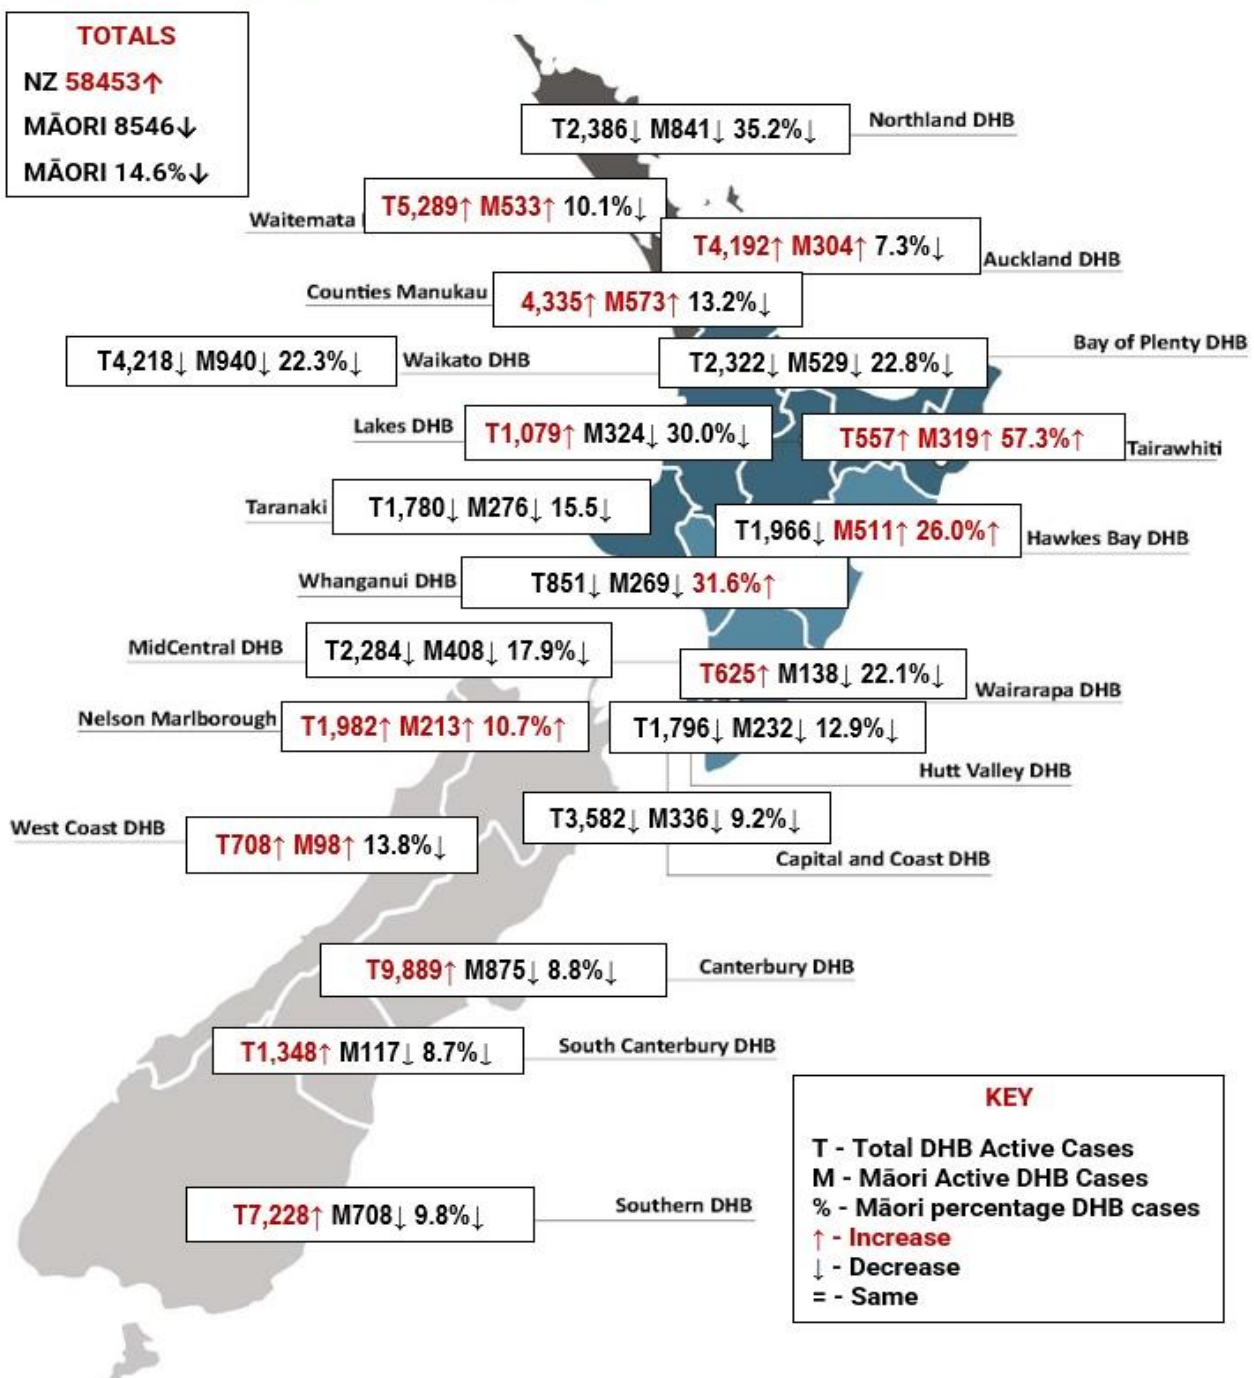 TOTALS
NZ 58453↑
MĀORI 8546↓
MĀORI 14.6%↓
T2,386↓ M841↓ 35.2%↓
Northland DHB
Waitemata
T5,289↑ M533↑ 10.1%↓
T4,192↑ M304↑ 7.3%↓
Auckland DHB
Counties Manukau
4,335↑ M573↑ 13.2%↓
T4,218↓ M940↓ 22.3%↓
Waikato DHB
T2,322↓ M529↓ 22.8%↓
Bay of Plenty DHB
Lakes DHB
T1,079↑ M324↓ 30.0%↓
T557↑ M319↑ 57.3%↑
Tairawhiti
Taranaki
T1,780↓ M276↓ 15.5↓
T1,966↓ M511↑ 26.0%↑
Hawkes Bay DHB
Whanganui DHB
T851↓ M269↓ 31.6%↑
MidCentral DHB
T2,284↓ M408↓ 17.9%↓
T625↑ M138↓ 22.1%↓
Wairarapa DHB
Nelson Marlborough
T1,982↑ M213↑ 10.7%↑
T1,796↓ M232↓ 12.9%↓
Hutt Valley DHB
West Coast DHB
T708↑ M98↑ 13.8%↓
T3,582↓ M336↓ 9.2%↓
Capital and Coast DHB
T9,889↑ M875↓ 8.8%↓
Canterbury DHB
T1,348↑ M117↓ 8.7%↓
South Canterbury DHB
T7,228↑ M708↓ 9.8%↓
Southern DHB
KEY
T - Total DHB Active Cases
M - Māori Active DHB Cases
% - Māori percentage DHB cases
↑ - Increase
↓ - Decrease
= - Same